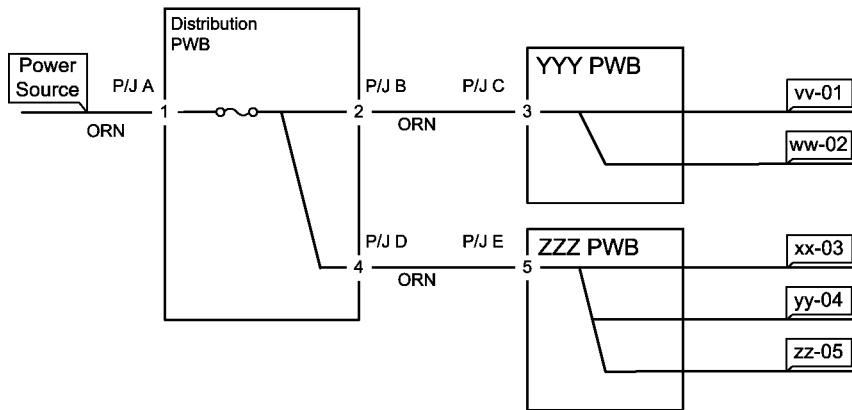 Distribution
PWB
Power
Source
P/J A
1
ORN
2
P/J B
ORN
P/J C
3
YYY PWB
vv-01
ww-02
4
P/J D
ORN
P/J E
5
ZZZ PWB
xx-03
yy-04
zz-05